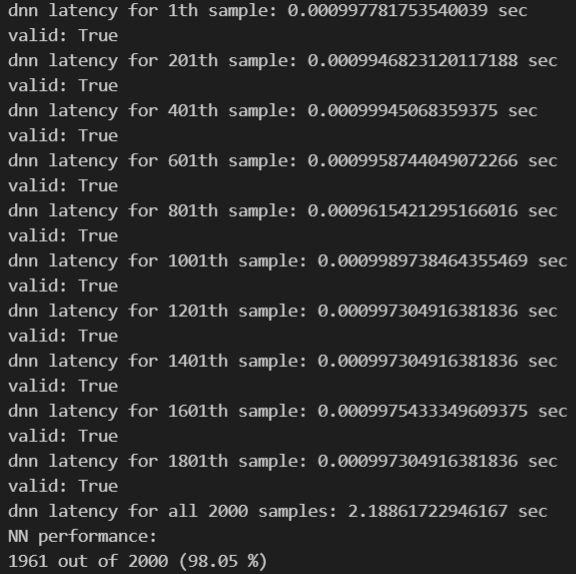 dnn latency for 1th sample: 0.000997781753540039 sec
valid: True
dnn latency for 201th sample: 0.0009946823120117188 sec
valid: True
dnn latency for 401th sample: 0.00099945068359375 sec
valid: True
dnn latency for 601th sample: 0.0009958744049072266 sec
valid: True
dnn latency for 801th sample: 0.0009615421295166016 sec
valid: True
dnn latency for 1001th sample: 0.0009989738464355469 sec
valid: True
dnn latency for 1201th sample: 0.000997304916381836 sec
valid: True
dnn latency for 1401th sample: 0.000997304916381836 sec
valid: True
dnn latency for 1601th sample: 0.0009975433349609375 sec
valid: True
dnn latency for 1801th sample: 0.000997304916381836 sec
valid: True
dnn latency for all 2000 samples: 2.18861722946167 sec
NN performance:
1961 out of 2000 (98.05 %)